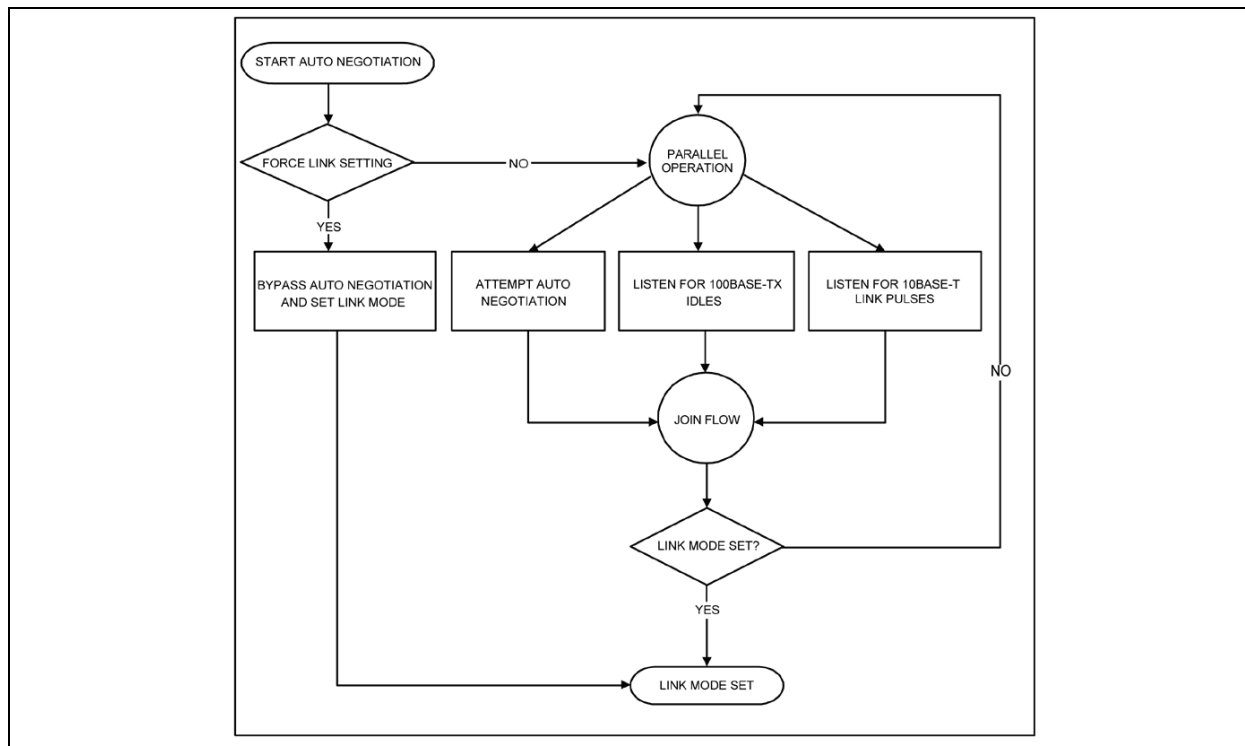 START AUTO NEGOTIATION
FORCE LINK SETTING
NO
PARALLEL
OPERATION
YES
BYPASS AUTO NEGOTIATION
AND SET LINK MODE
ATTEMPT AUTO
NEGOTIATION
LISTEN FOR 100BASE-TX
IDLES
LISTEN FOR 10BASE-T
LINK PULSES
NO
JOIN FLOW
LINK MODE SET?
YES
LINK MODE SET